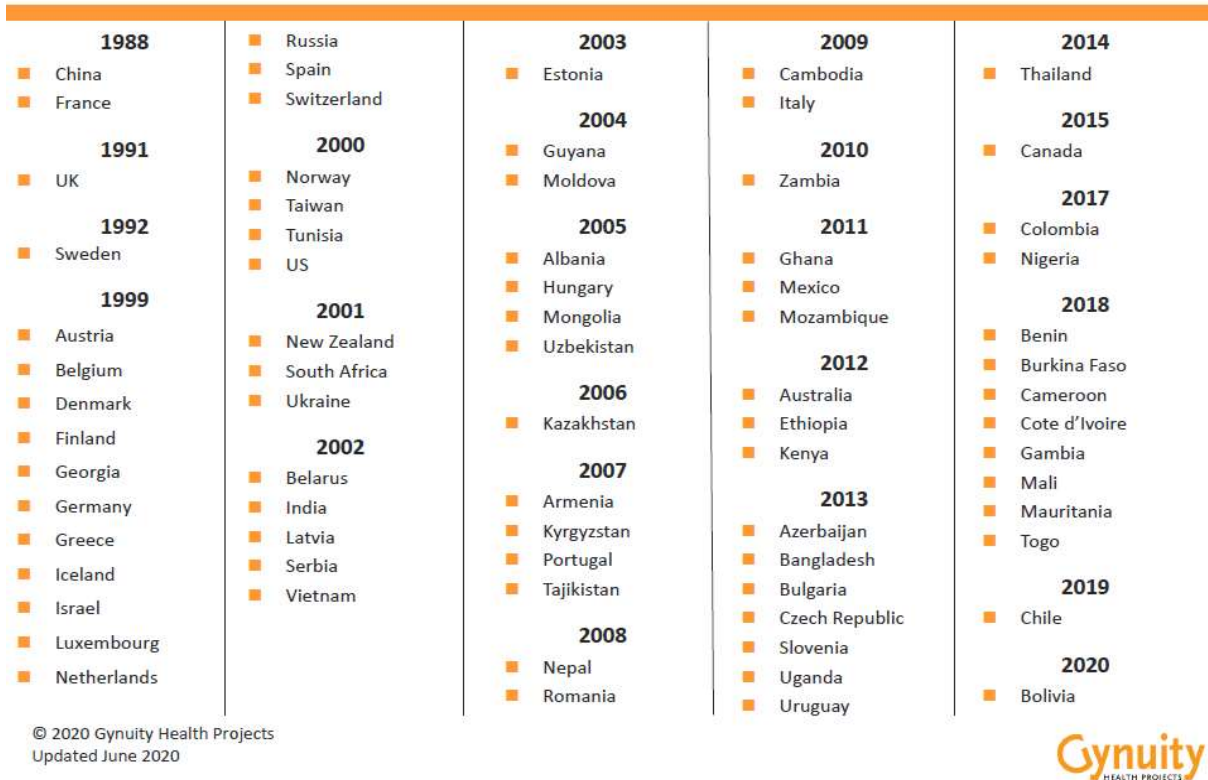 1988
China
France
1991
UK
1992
Sweden
1999
Austria
Belgium
Denmark
Finland
Georgia
Germany
Greece
Iceland
Israel
Luxembourg
Netherlands
Russia
Spain
Switzerland
2000
Norway
Taiwan
Tunisia
US
2001
New Zealand
South Africa
Ukraine
2002
Belarus
India
Latvia
Serbia
Vietnam
2003
Estonia
2004
Guyana
Moldova
2005
Albania
Hungary
Mongolia
Uzbekistan
2006
Kazakhstan
2007
Armenia
Kyrgyzstan
Portugal
Tajikistan
2008
Nepal
Romania
2009
Cambodia
Italy
2010
Zambia
2011
Ghana
Mexico
Mozambique
2012
Australia
Ethiopia
Kenya
2013
Azerbaijan
Bangladesh
Bulgaria
Czech Republic
Slovenia
Uganda
Uruguay
2014
Thailand
2015
Canada
2017
Colombia
Nigeria
2018
Benin
Burkina Faso
Cameroon
Cote d’Ivoire
Gambia
Mali
Mauritania
Togo
2019
Chile
2020
Bolivia
© 2020 Gynuity Health Projects
Updated June 2020
Gynuity
HEALTH PROJECTS